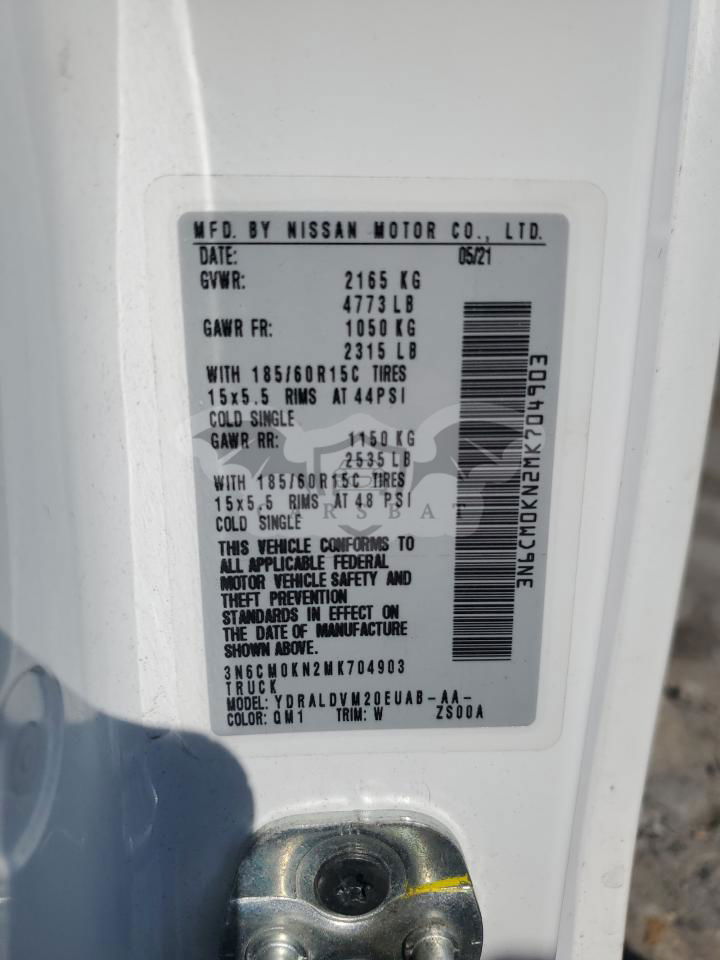 MFD. BY NISSAN MOTOR CO., LTD.
DATE: 05/21
GVWR: 2165 KG
4773 LB
GAWR FR: 1050 KG
2315 LB
WITH 185/60R15C TIRES
15x5.5 RIMS AT 44PSI
COLD SINGLE
GAWR RR: 1150 KG
2535 LB
WITH 185/60R15C TIRES
15x5.5 RIMS AT 48 PSI
COLD SINGLE
THIS VEHICLE CONFORMS TO
ALL APPLICABLE FEDERAL
MOTOR VEHICLE SAFETY AND
THEFT PREVENTION
STANDARDS IN EFFECT ON
THE DATE OF MANUFACTURE
SHOWN ABOVE.
3N6CM0KN2MK704903
TRUCK
MODEL: YDRALDVM20EUAB-AA-
COLOR: QM1 TRIM: W ZS00A
3N6CM0KN2MK704903
CARSBAT